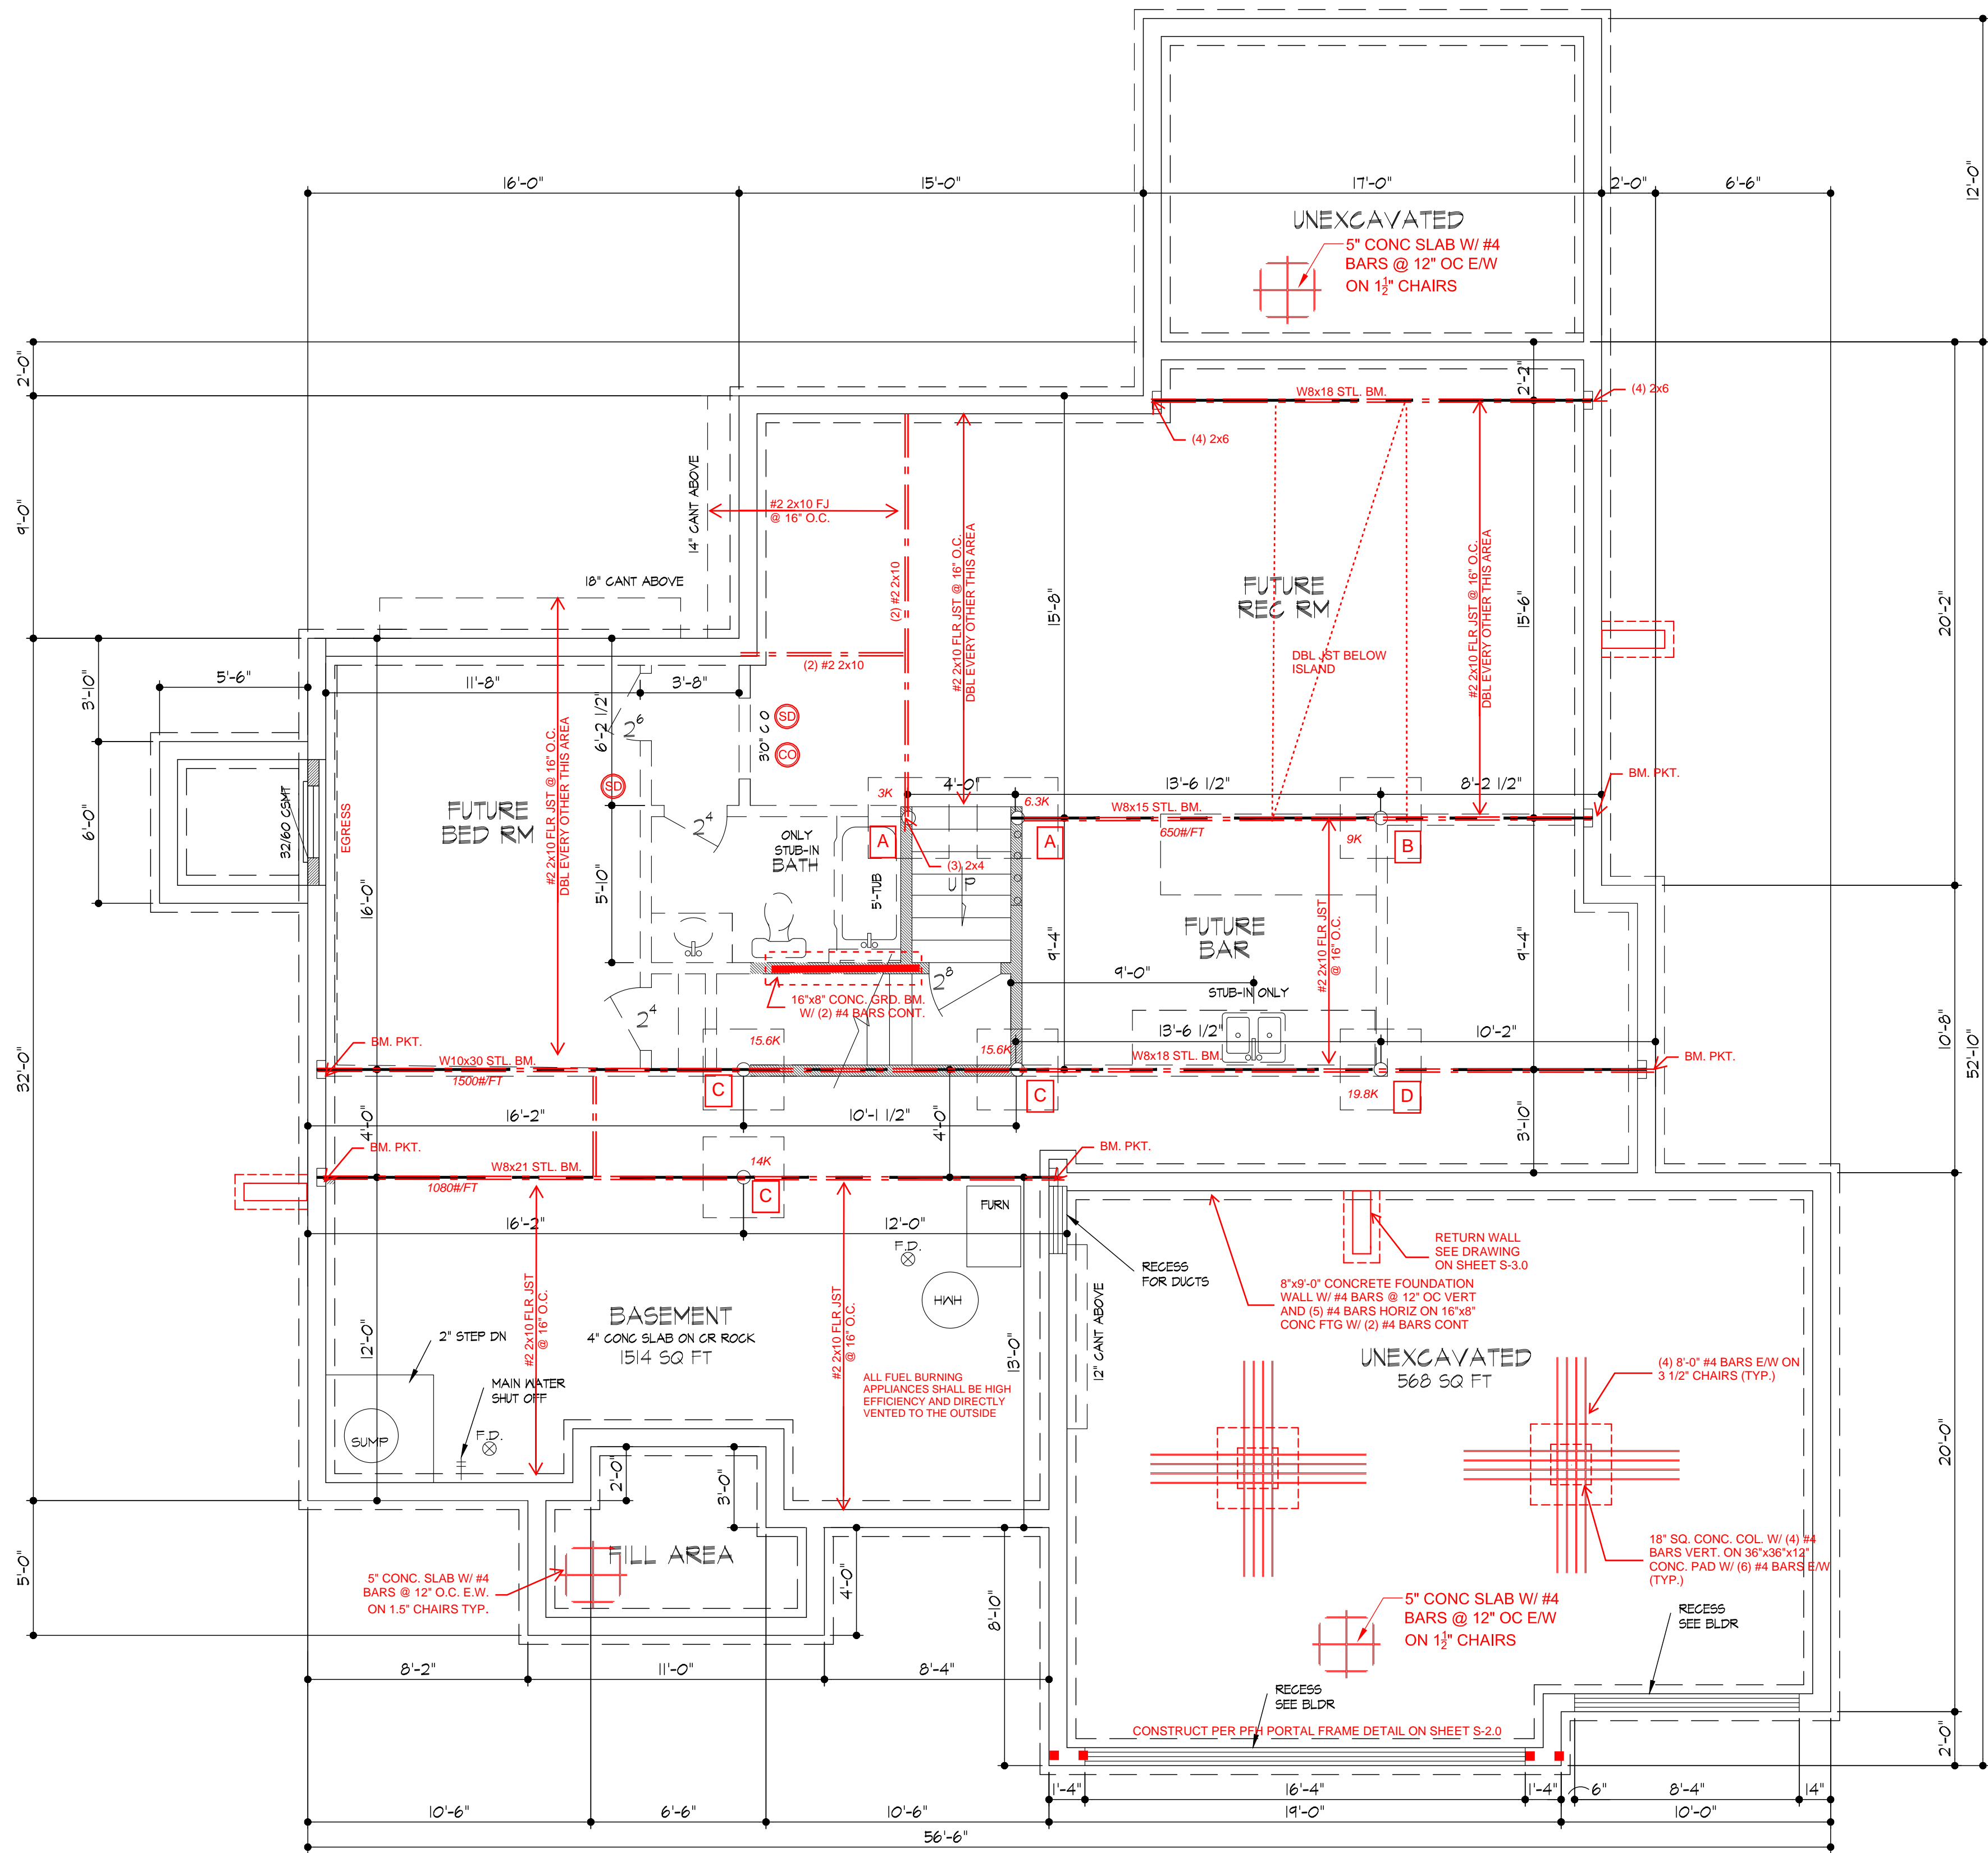 16'-0"
15'-0"
17'-0"
2'-0"
6'-6"
12'-0"
UNEXCAVATED
5" CONC SLAB W/ #4
BARS @ 12" OC E/W
ON 1½" CHAIRS
2'-0"
9'-0"
2'-2"
W8x18 STL. BM.
(4) 2x6
(4) 2x6
14" CANT ABOVE
#2 2x10 FJ
@ 16" O.C.
18" CANT ABOVE
(2) #2 2x10
#2 2x10 FLR JST @ 16" O.C.
DBL EVERY OTHER THIS AREA
15'-8"
FUTURE
REC RM
#2 2x10 FLR JST @ 16" O.C.
DBL EVERY OTHER THIS AREA
15'-6"
20'-2"
DBL JST BELOW
ISLAND
(2) #2 2x10
3'-10"
5'-6"
11'-8"
3'-8"
6'-2 1/2"
2⁶
3'0" C O
SD
CO
SD
#2 2x10 FLR JST @ 16" O.C.
DBL EVERY OTHER THIS AREA
6'-0"
32/60 CSMT
EGRESS
FUTURE
BED RM
16'-0"
5'-10"
2⁴
ONLY
STUB-IN
BATH
5'-TUB
3K
4'-0"
6.3K
A
A
(3) 2x4
UP
13'-6 1/2"
8'-2 1/2"
BM. PKT.
W8x15 STL. BM.
650#/FT
9K
B
#2 2x10 FLR JST
@ 16" O.C.
FUTURE
BAR
9'-4"
9'-4"
9'-0"
STUB-IN ONLY
2⁸
2⁴
16"x8" CONC. GRD. BM.
W/ (2) #4 BARS CONT.
13'-6 1/2"
10'-2"
10'-8"
52'-10"
32'-0"
BM. PKT.
W10x30 STL. BM.
1500#/FT
15.6K
15.6K
W8x18 STL. BM.
BM. PKT.
C
C
19.8K
D
16'-2"
10'-1 1/2"
4'-0"
4'-0"
3'-10"
BM. PKT.
W8x21 STL. BM.
1080#/FT
14K
C
BM. PKT.
16'-2"
12'-0"
FURN
F.D.
HWH
RECESS
FOR DUCTS
RETURN WALL
SEE DRAWING
ON SHEET S-3.0
8"x9'-0" CONCRETE FOUNDATION
WALL W/ #4 BARS @ 12" OC VERT
AND (5) #4 BARS HORIZ ON 16"x8"
CONC FTG W/ (2) #4 BARS CONT
12" CANT ABOVE
#2 2x10 FLR JST
@ 16" O.C.
BASEMENT
4" CONC SLAB ON CR ROCK
1514 SQ FT
#2 2x10 FLR JST
@ 16" O.C.
12'-0"
2" STEP DN
MAIN WATER
SHUT OFF
SUMP
F.D.
13'-0"
ALL FUEL BURNING
APPLIANCES SHALL BE HIGH
EFFICIENCY AND DIRECTLY
VENTED TO THE OUTSIDE
UNEXCAVATED
568 SQ FT
(4) 8'-0" #4 BARS E/W ON
3 1/2" CHAIRS (TYP.)
20'-0"
2'-0"
3'-0"
FILL AREA
5" CONC. SLAB W/ #4
BARS @ 12" O.C. E.W.
ON 1.5" CHAIRS TYP.
5'-0"
4'-0"
8'-10"
18" SQ. CONC. COL. W/ (4) #4
BARS VERT. ON 36"x36"x12"
CONC. PAD W/ (6) #4 BARS E/W
(TYP.)
5" CONC SLAB W/ #4
BARS @ 12" OC E/W
ON 1½" CHAIRS
RECESS
SEE BLDR
RECESS
SEE BLDR
CONSTRUCT PER PFH PORTAL FRAME DETAIL ON SHEET S-2.0
2'-0"
8'-2"
11'-0"
8'-4"
1'-4"
16'-4"
1'-4"
6"
8'-4"
14"
10'-6"
6'-6"
10'-6"
19'-0"
10'-0"
56'-6"